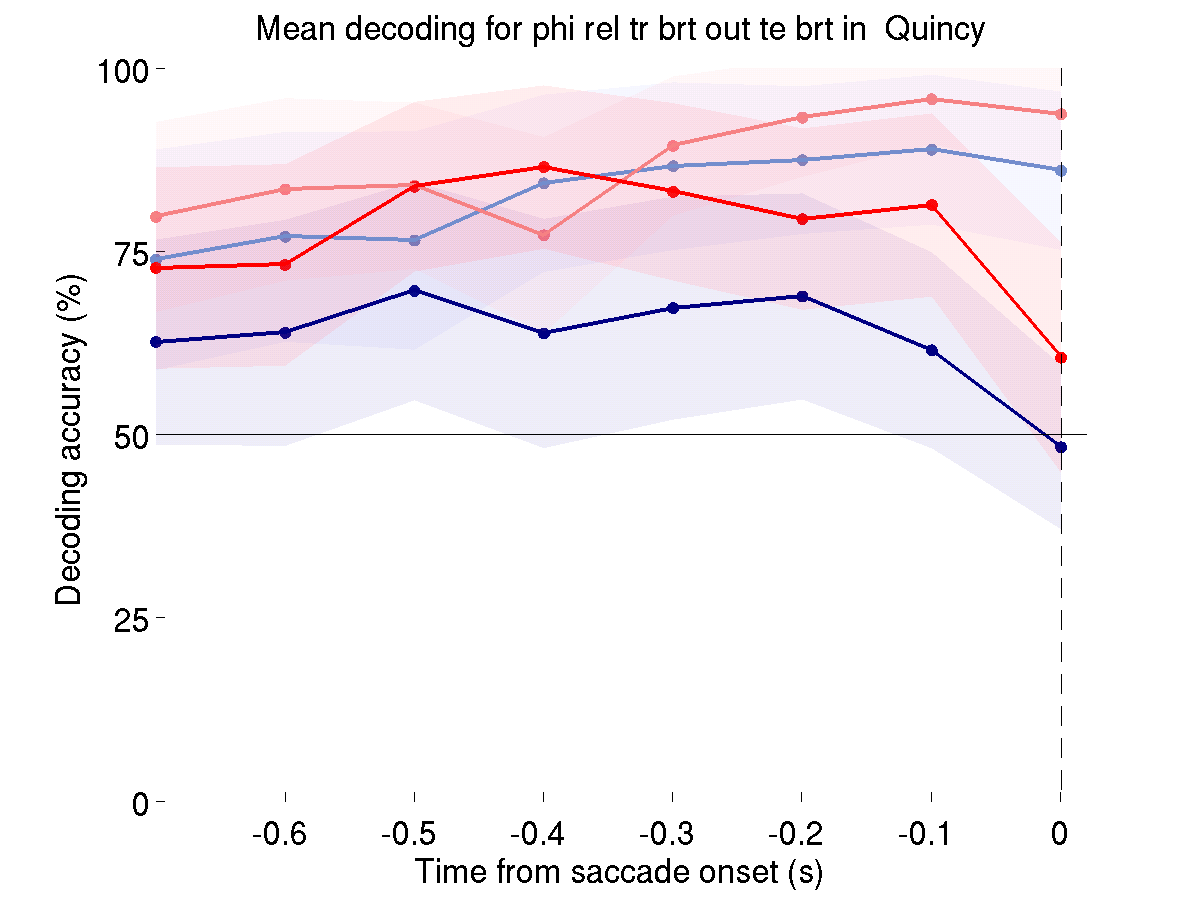 Mean decoding for phi rel tr brt out te brt in  Quincy
100
75
50
25
0
Decoding accuracy (%)
-0.6 -0.5 -0.4 -0.3 -0.2 -0.1 0
Time from saccade onset (s)